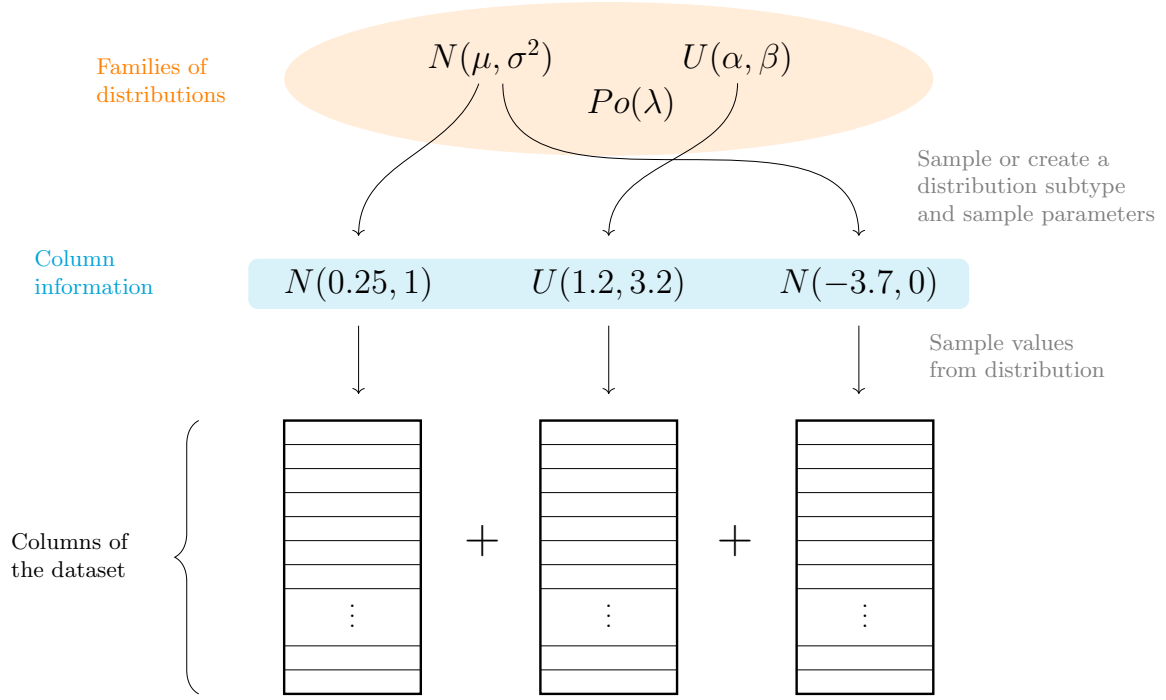 Families of
distributions
N(μ, σ²)
U(α, β)
Po(λ)
Sample or create a
distribution subtype
and sample parameters
Column
information
N(0.25, 1)
U(1.2, 3.2)
N(−3.7, 0)
Sample values
from distribution
Columns of
the dataset
⋮
+
⋮
+
⋮